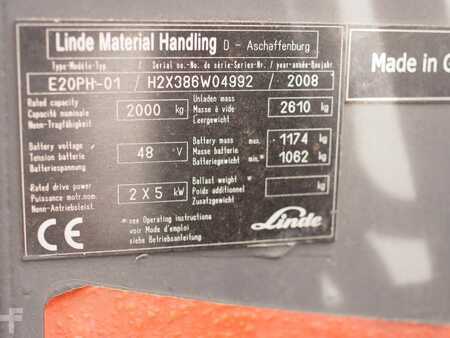 Linde Material Handling D - Aschaffenburg
Type-Modèle-Typ / Serial no.-No. de série-Serien-Nr. / year-année-Baujahr
E20PH-01 / H2X386W04992 / 2008
Rated capacity
Capacité nominale
Nenn-Tragfähigkeit
2000 kg
Unladen mass
Masse à vide
Leergewicht
2610 kg
Battery voltage
Tension batterie
Batteriespannung
48 V
Battery mass max.
Masse batterie
Batteriegewicht min.*
1174 kg
1062 kg
Rated drive power
Puissance motr.nom.
Nenn-Antriebsleist.
2 X 5 kW
Ballast weight *
Poids additionnel
Zusatzgewicht
kg
CE
* see Operating instructions
voir Mode d'emploi
siehe Betriebsanleitung
Linde
Made in G